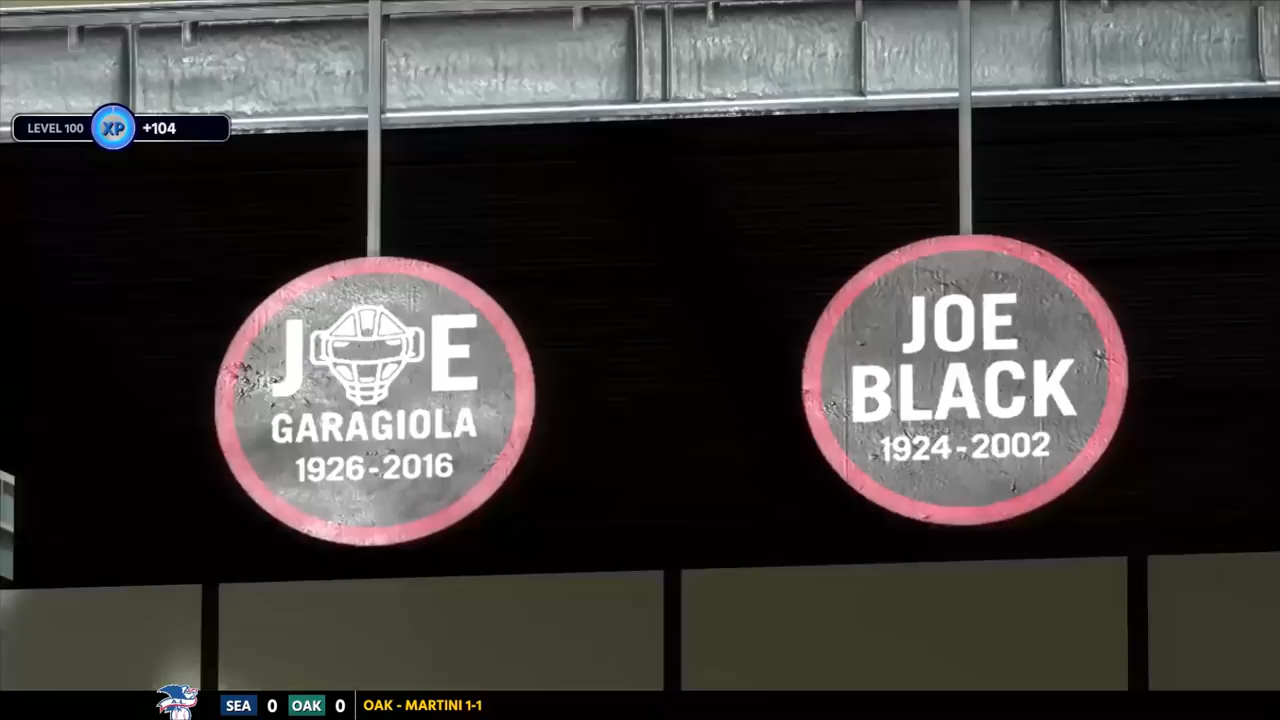 LEVEL 100 XP +104
JOE
GARAGIOLA
1926-2016
JOE
BLACK
1924-2002
SEA 0 OAK 0 OAK - MARTINI 1-1